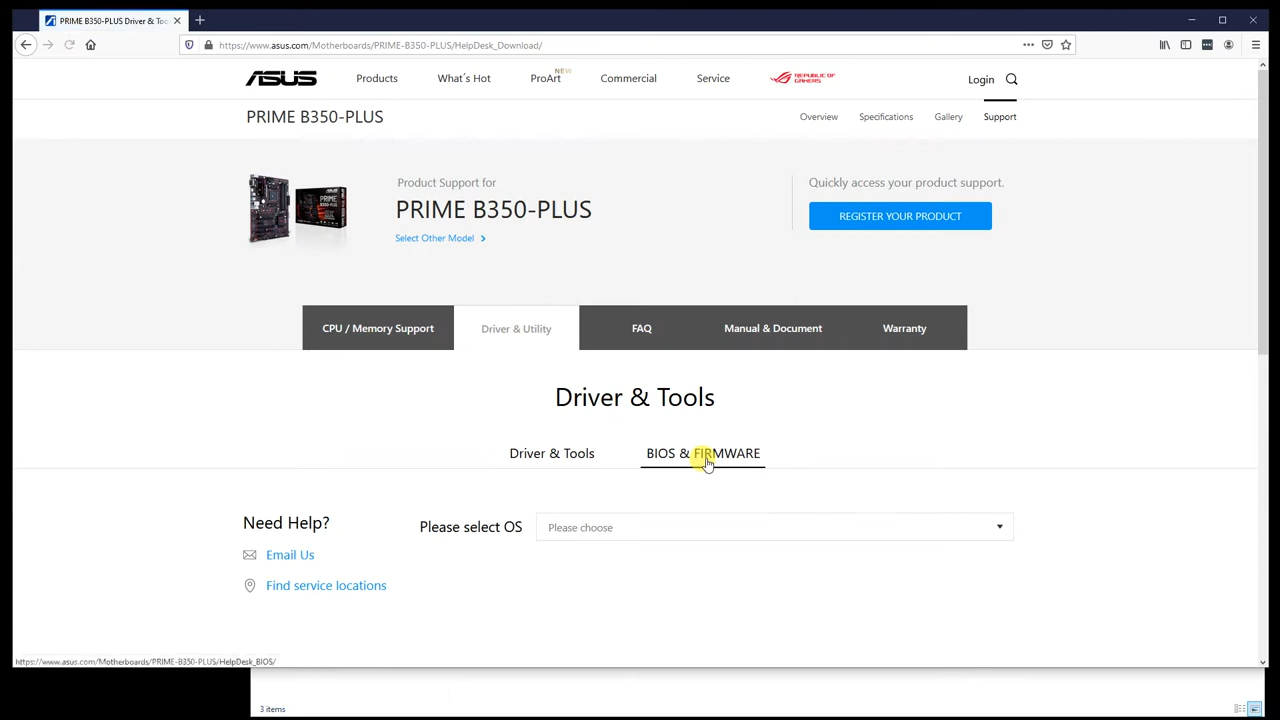 PRIME B350-PLUS Driver & Too
https://www.asus.com/Motherboards/PRIME-B350-PLUS/HelpDesk_Download/
ASUS
Products
What's Hot
ProArt
NEW
Commercial
Service
REPUBLIC OF
GAMERS
Login
PRIME B350-PLUS
Overview
Specifications
Gallery
Support
Product Support for
PRIME B350-PLUS
Select Other Model
Quickly access your product support.
REGISTER YOUR PRODUCT
CPU / Memory Support
Driver & Utility
FAQ
Manual & Document
Warranty
Driver & Tools
Driver & Tools
BIOS & FIRMWARE
Need Help?
Email Us
Find service locations
Please select OS
Please choose
https://www.asus.com/Motherboards/PRIME-B350-PLUS/HelpDesk_BIOS/
3 items